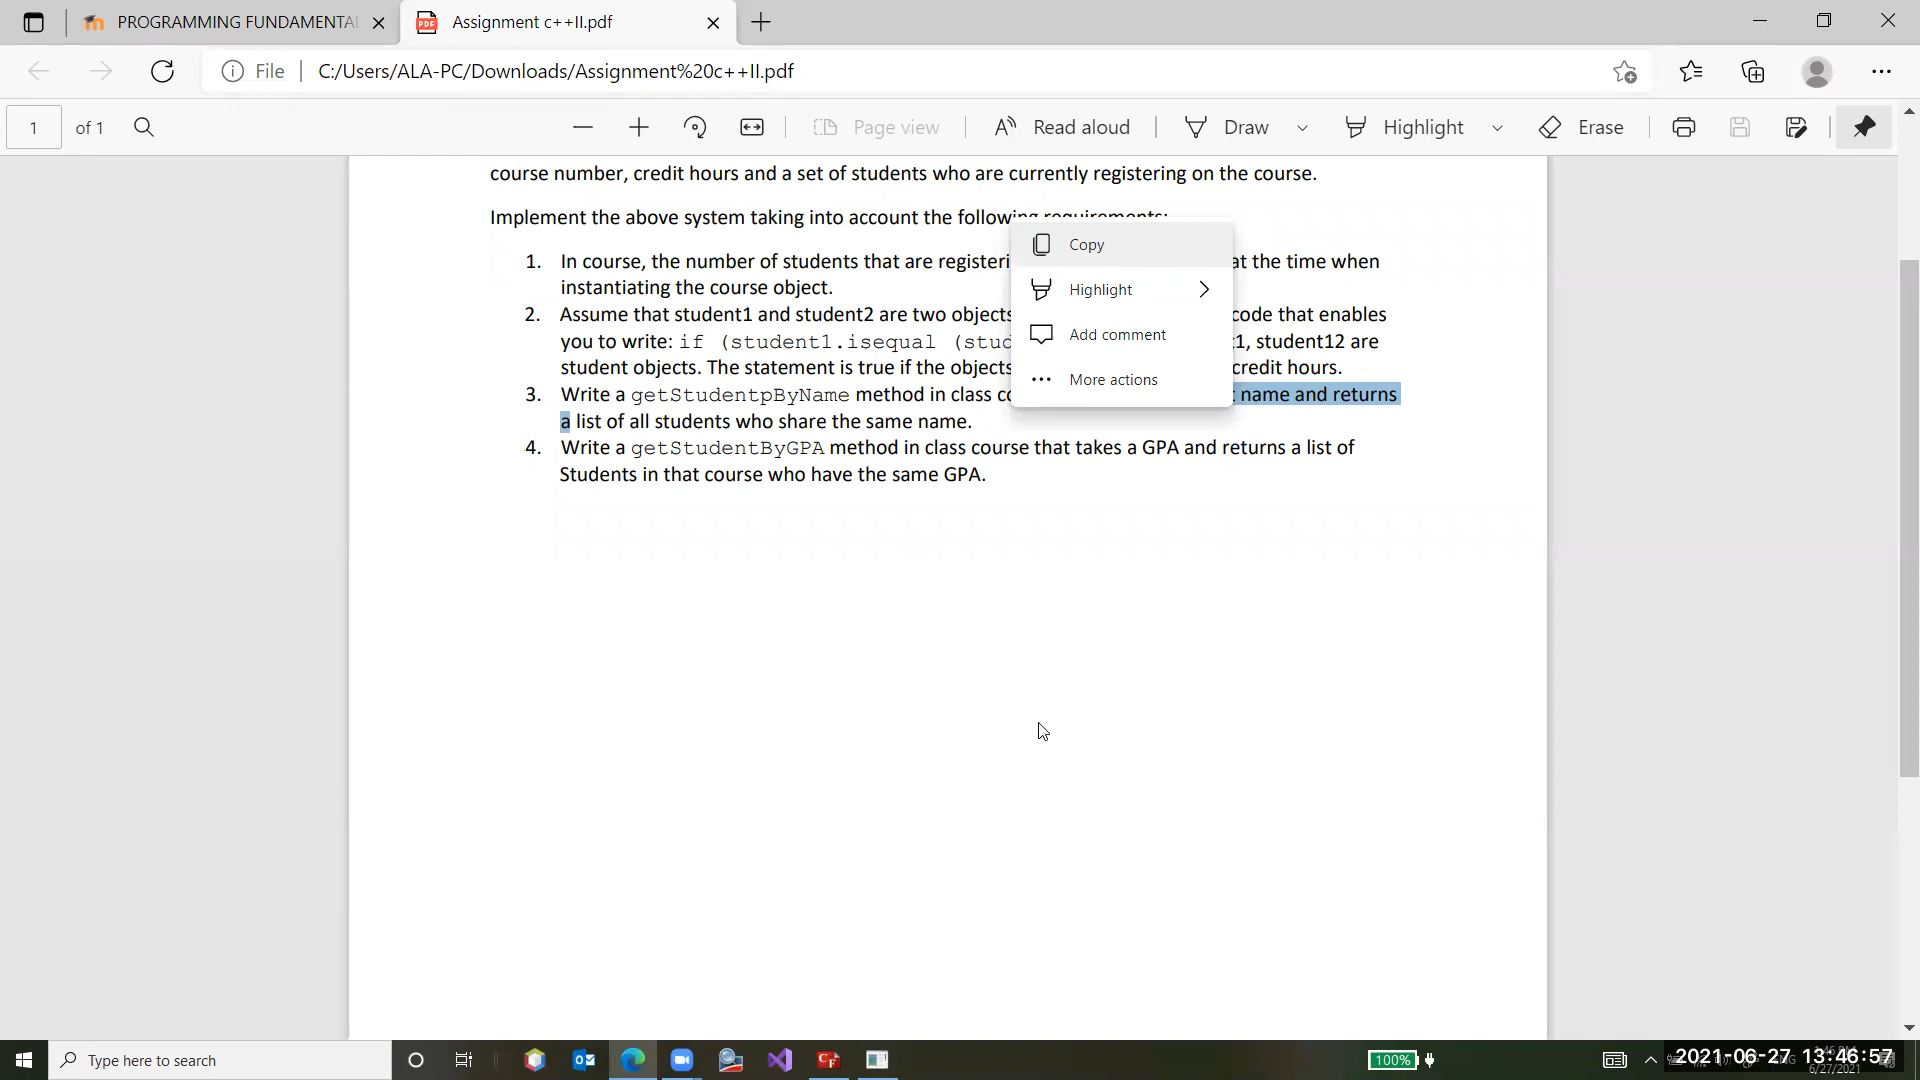 PROGRAMMING FUNDAMENTAL
Assignment c++II.pdf
File
C:/Users/ALA-PC/Downloads/Assignment%20c++II.pdf
1 of 1
Page view
Read aloud
Draw
Highlight
Erase
course number, credit hours and a set of students who are currently registering on the course.
Implement the above system taking into account the following requirements:
1. In course, the number of students that are registeri at the time when
instantiating the course object.
2. Assume that student1 and student2 are two objects code that enables
you to write: if (student1.isequal (stud t1, student12 are
student objects. The statement is true if the objects credit hours.
3. Write a getStudentpByName method in class co name and returns
a list of all students who share the same name.
4. Write a getStudentByGPA method in class course that takes a GPA and returns a list of
Students in that course who have the same GPA.
Copy
Highlight
Add comment
More actions
Type here to search
100%
2021-06-27 13:46:57
6/27/2021